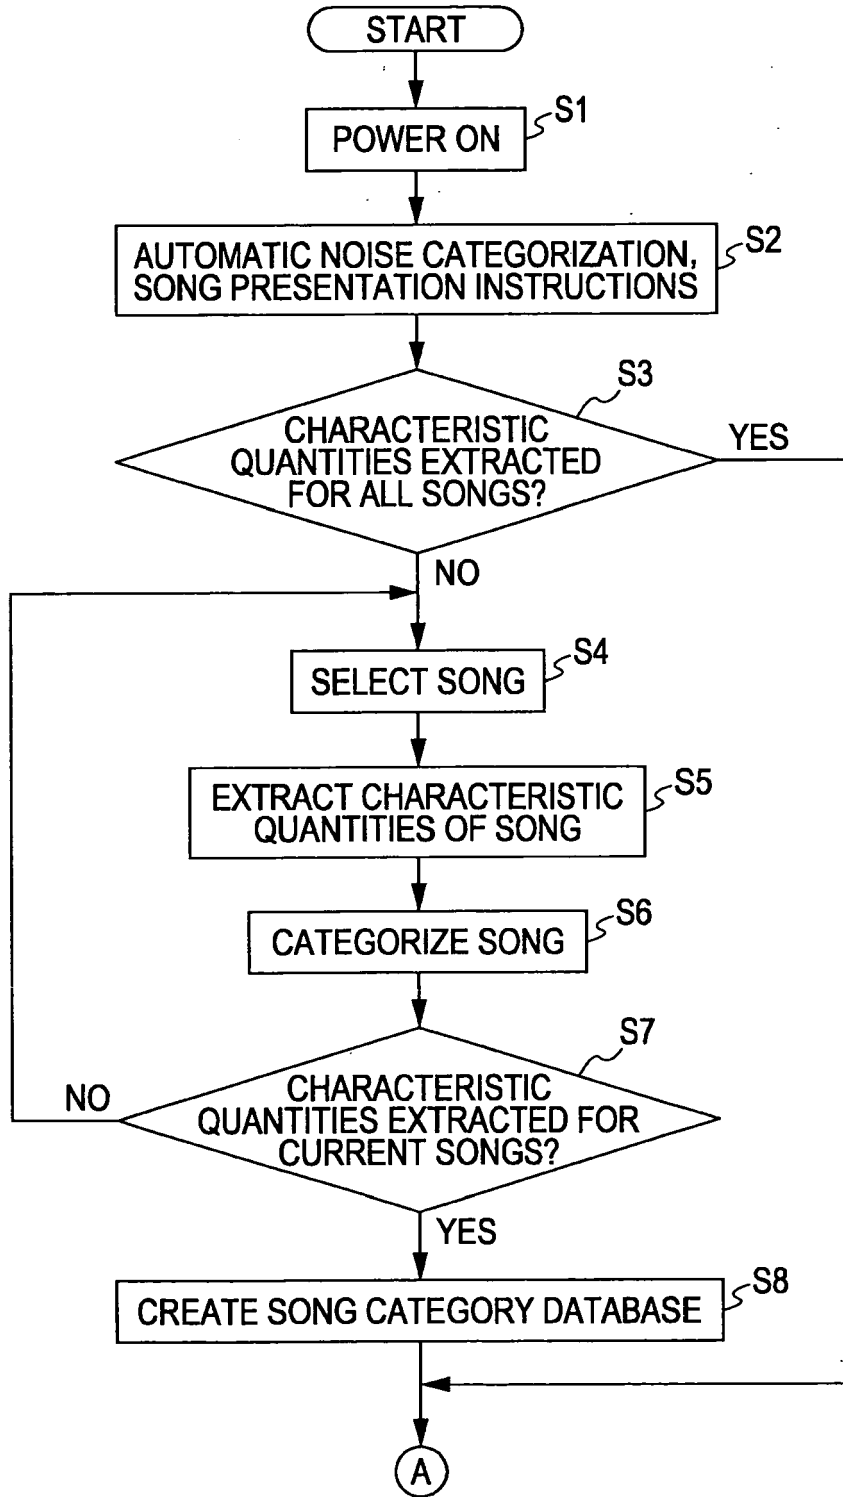 START
S1
POWER ON
S2
AUTOMATIC NOISE CATEGORIZATION,
SONG PRESENTATION INSTRUCTIONS
S3
CHARACTERISTIC
QUANTITIES EXTRACTED
FOR ALL SONGS?
YES
NO
S4
SELECT SONG
S5
EXTRACT CHARACTERISTIC
QUANTITIES OF SONG
S6
CATEGORIZE SONG
S7
CHARACTERISTIC
QUANTITIES EXTRACTED FOR
CURRENT SONGS?
NO
YES
S8
CREATE SONG CATEGORY DATABASE
A